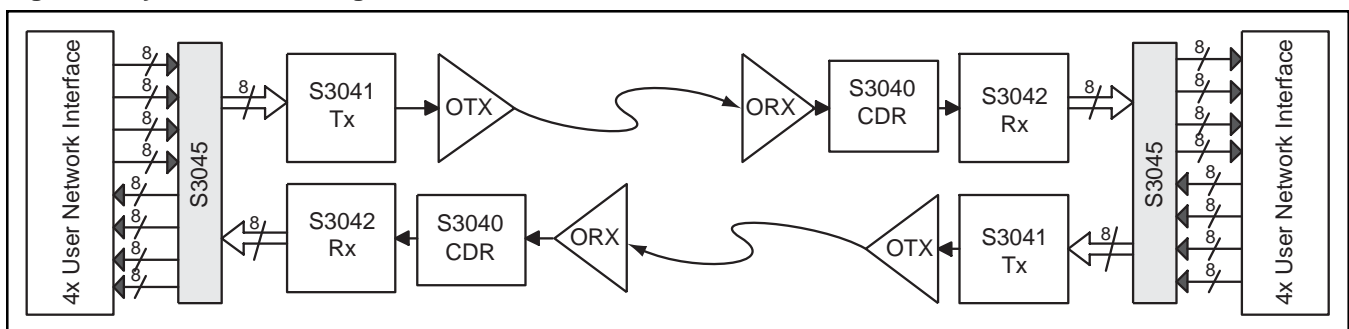 4x User Network Interface
8
8
8
8
8
8
8
8
S3045
8
S3041
Tx
OTX
ORX
S3040
CDR
S3042
Rx
8
S3042
Rx
8
S3040
CDR
ORX
OTX
S3041
Tx
8
S3045
8
8
8
8
8
8
8
8
4x User Network Interface